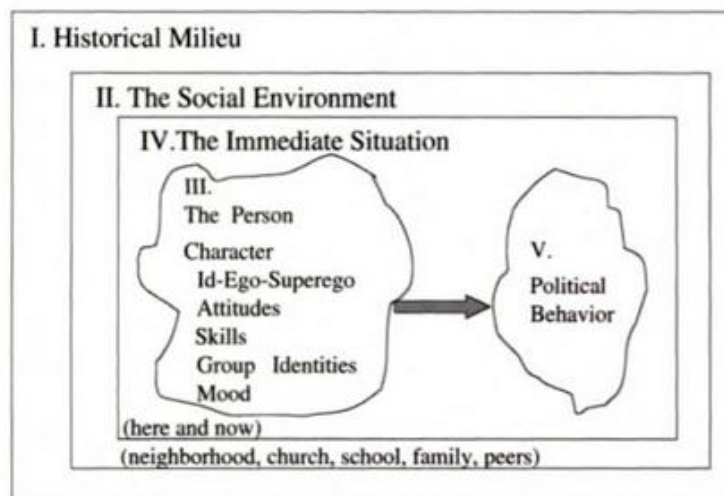 I. Historical Milieu
II. The Social Environment
IV.The Immediate Situation
III.
The Person
Character
Id-Ego-Superego
Attitudes
Skills
Group Identities
Mood
V.
Political
Behavior
(here and now)
(neighborhood, church, school, family, peers)